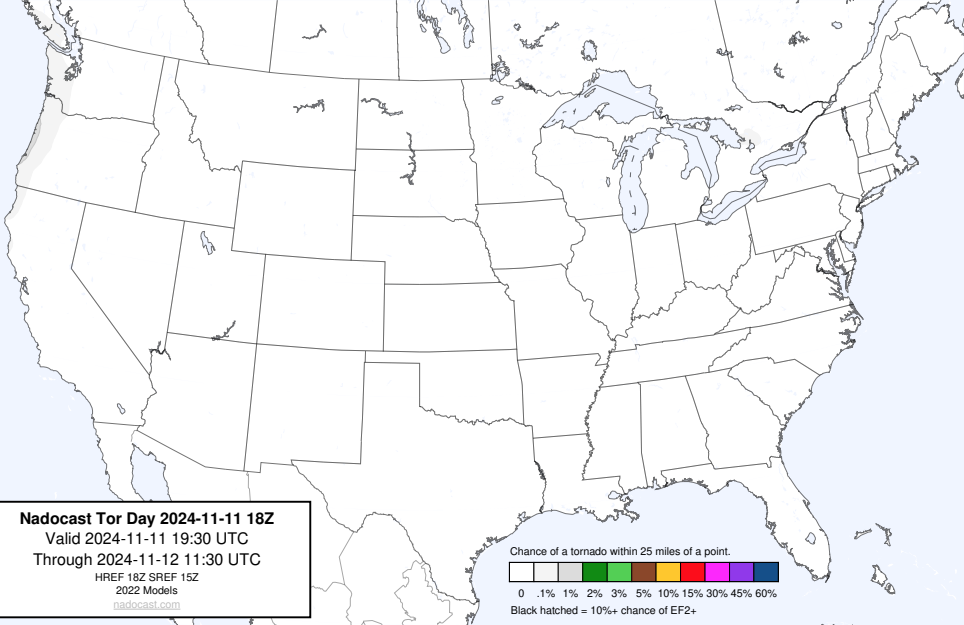 Nadocast Tor Day 2024-11-11 18Z
Valid 2024-11-11 19:30 UTC
Through 2024-11-12 11:30 UTC
HREF 18Z SREF 15Z
2022 Models
nadocast.com
Chance of a tornado within 25 miles of a point.
0 .1% 1% 2% 3% 5% 10% 15% 30% 45% 60%
Black hatched = 10%+ chance of EF2+